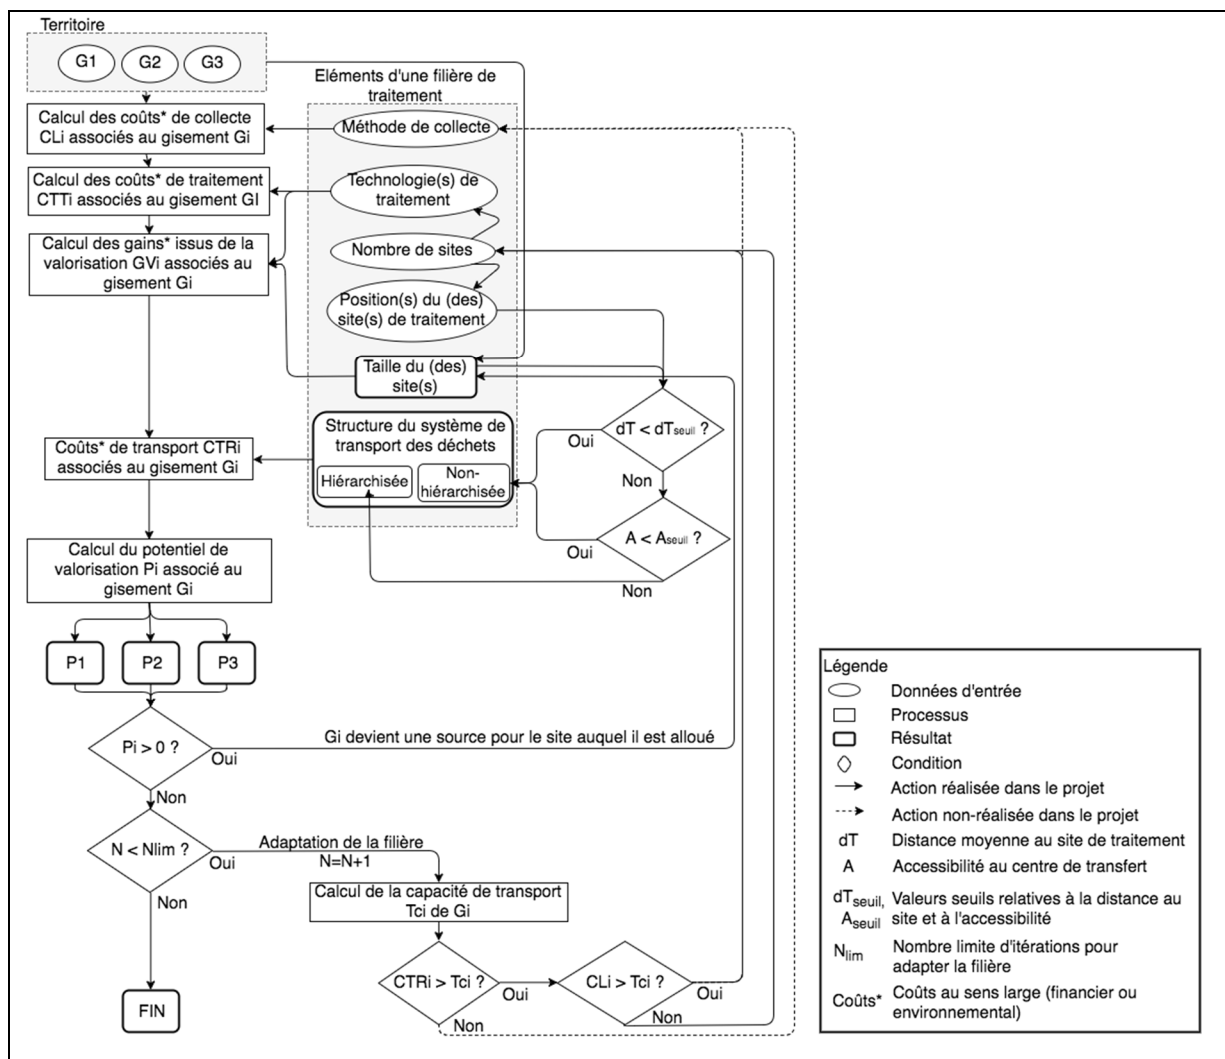 Territoire
G1
G2
G3
Eléments d'une filière de
traitement
Calcul des coûts* de collecte
CLi associés au gisement Gi
Méthode de collecte
Calcul des coûts* de traitement
CTTi associés au gisement GI
Technologie(s) de
traitement
Calcul des gains* issus de la
valorisation GVi associés au
gisement Gi
Nombre de sites
Position(s) du (des)
site(s) de traitement
Taille du (des)
site(s)
Structure du système de
transport des déchets
Hiérarchisée
Non-
hiérarchisée
Coûts* de transport CTRi
associés au gisement Gi
dT < dTseuil ?
Oui
Non
A < Aseuil ?
Oui
Non
Calcul du potentiel de
valorisation Pi associé au
gisement Gi
P1
P2
P3
Pi > 0 ?
Oui
Gi devient une source pour le site auquel il est alloué
Non
N < Nlim ?
Oui
Adaptation de la filière
N=N+1
Non
Calcul de la capacité de transport
Tci de Gi
CTRi > Tci ?
Oui
Non
CLi > Tci ?
Oui
Non
FIN
Légende
Données d'entrée
Processus
Résultat
Condition
Action réalisée dans le projet
Action non-réalisée dans le projet
dT Distance moyenne au site de traitement
A Accessibilité au centre de transfert
dTseuil, Valeurs seuils relatives à la distance au
Aseuil site et à l'accessibilité
Nlim Nombre limite d'itérations pour
adapter la filière
Coûts* Coûts au sens large (financier ou
environnemental)